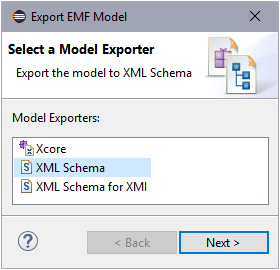 Export EMF Model
Select a Model Exporter
Export the model to XML Schema
Model Exporters:
Xcore
XML Schema
XML Schema for XMI
< Back
Next >